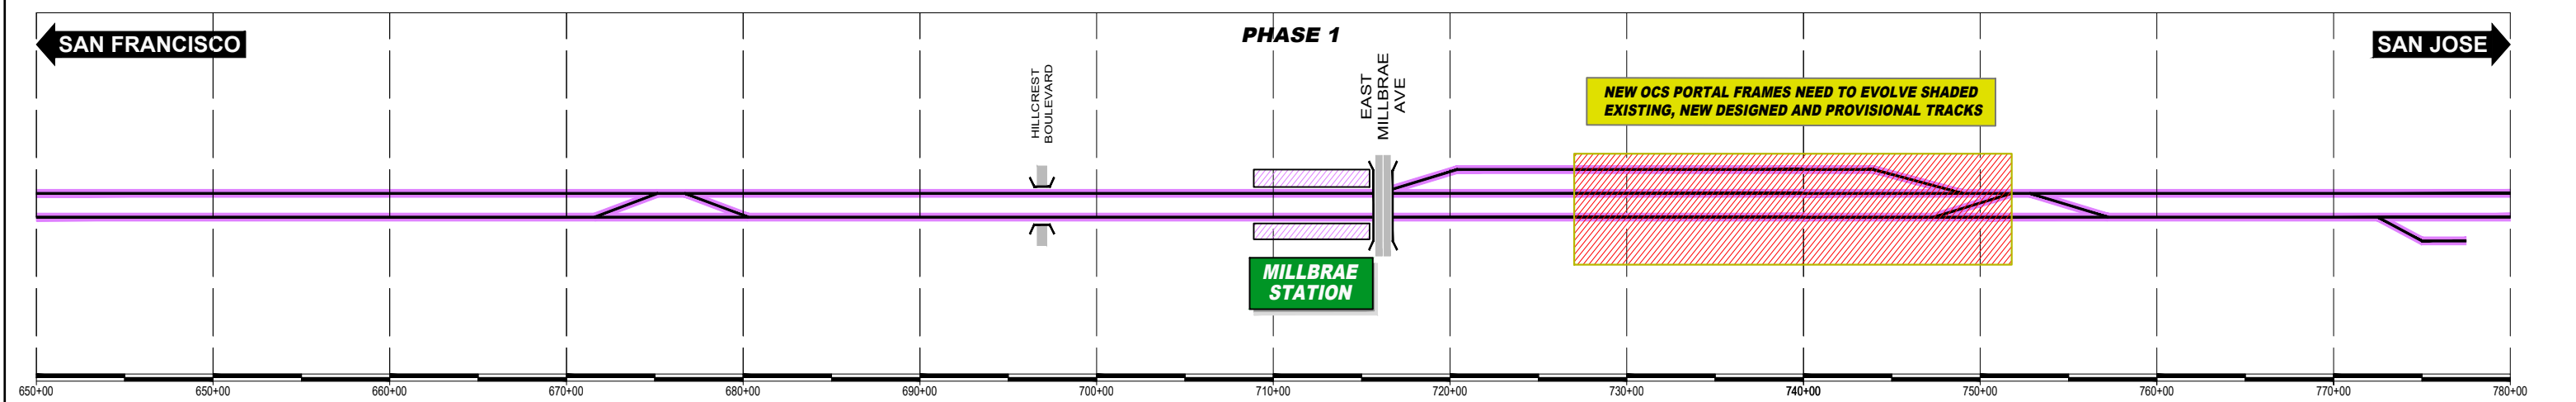 PHASE 1
SAN FRANCISCO
SAN JOSE
HILLCREST
BOULEVARD
EAST
MILLBRAE
AVE
NEW OCS PORTAL FRAMES NEED TO EVOLVE SHADED
EXISTING, NEW DESIGNED AND PROVISIONAL TRACKS
MILLBRAE
STATION
650+00 650+00 660+00 670+00 680+00 690+00 700+00 710+00 720+00 730+00 740+00 750+00 760+00 770+00 780+00